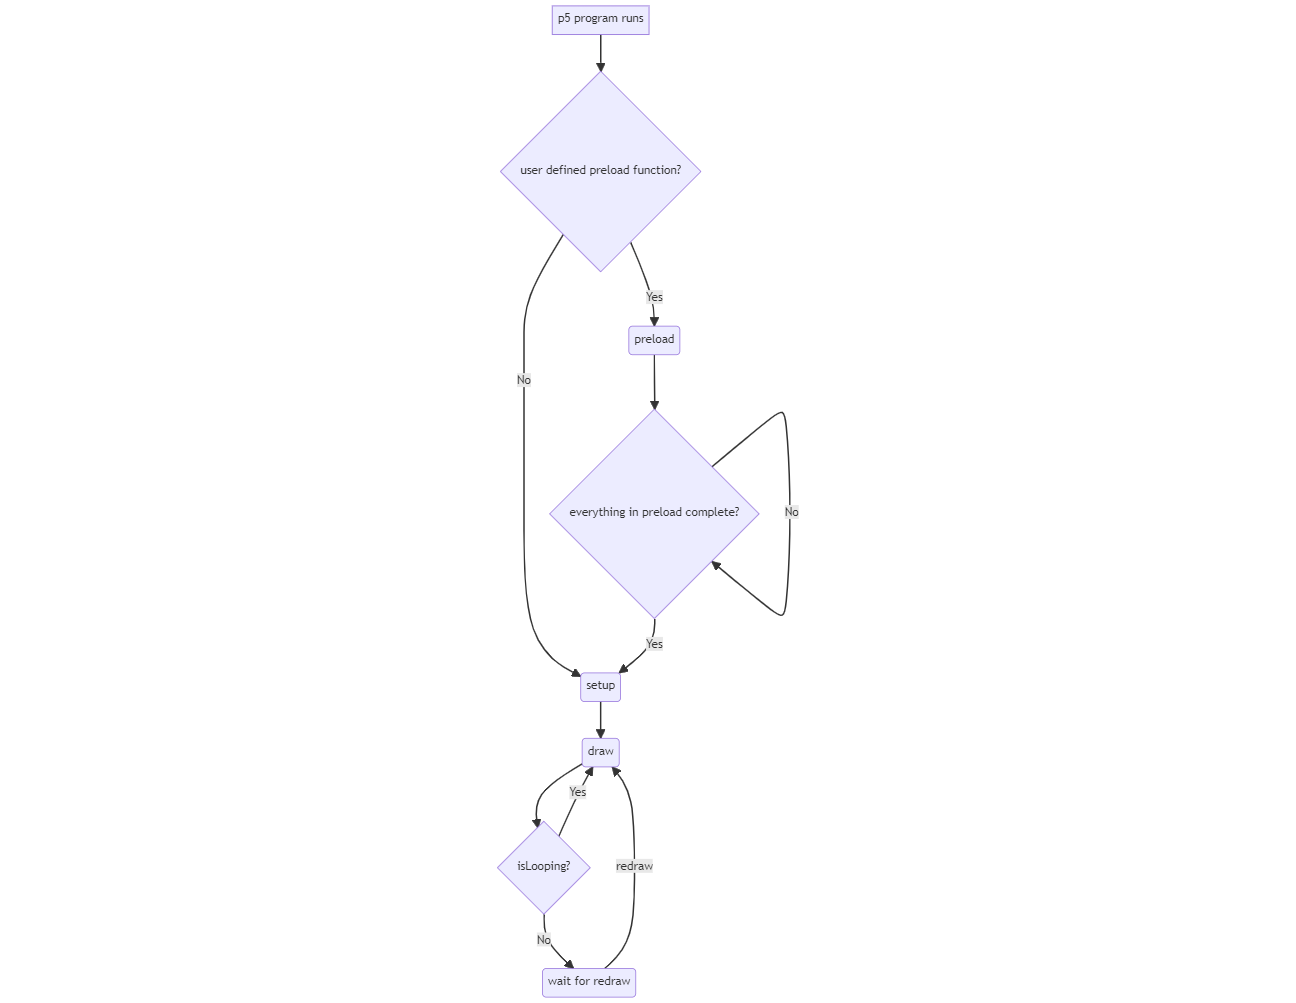 p5 program runs
user defined preload function?
Yes
preload
No
everything in preload complete?
No
Yes
setup
draw
Yes
isLooping?
redraw
No
wait for redraw